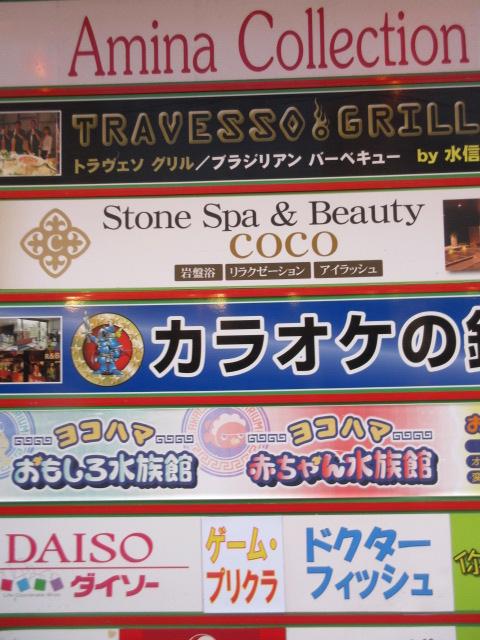 Amina Collection
TRAVESSO GRILL
トラヴェソ グリル／ブラジリアン バーベキュー by 水信
Stone Spa & Beauty
COCO
岩盤浴 リラクゼーション アイラッシュ
カラオケの
ヨコハマ
おもしろ水族館
ヨコハマ
赤ちゃん水族館
DAISO
ダイソー
ゲーム・
プリクラ
ドクター
フィッシュ